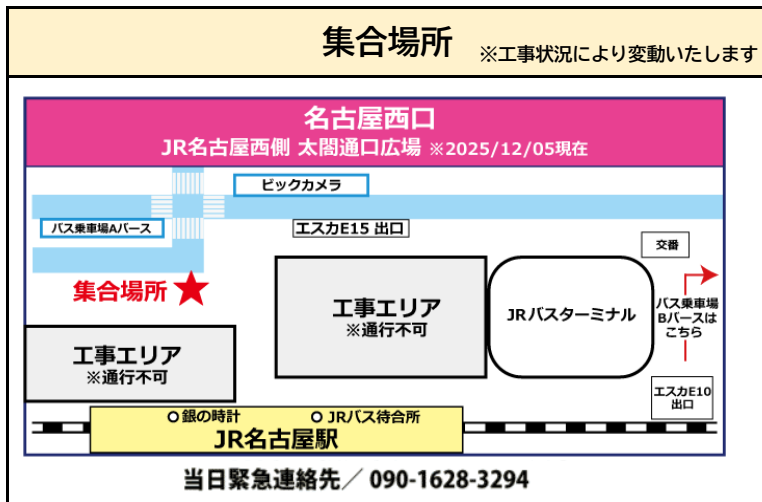 集合場所 ※工事状況により変動いたします
名古屋西口
JR名古屋西側 太閤通口広場 ※2025/12/05現在
ビックカメラ
バス乗車場Aバース
エスカE15 出口
交番
集合場所
工事エリア
※通行不可
JRバスターミナル
バス乗車場
Bバースは
こちら
工事エリア
※通行不可
エスカE10
出口
銀の時計
JRバス待合所
JR名古屋駅
当日緊急連絡先／ 090-1628-3294